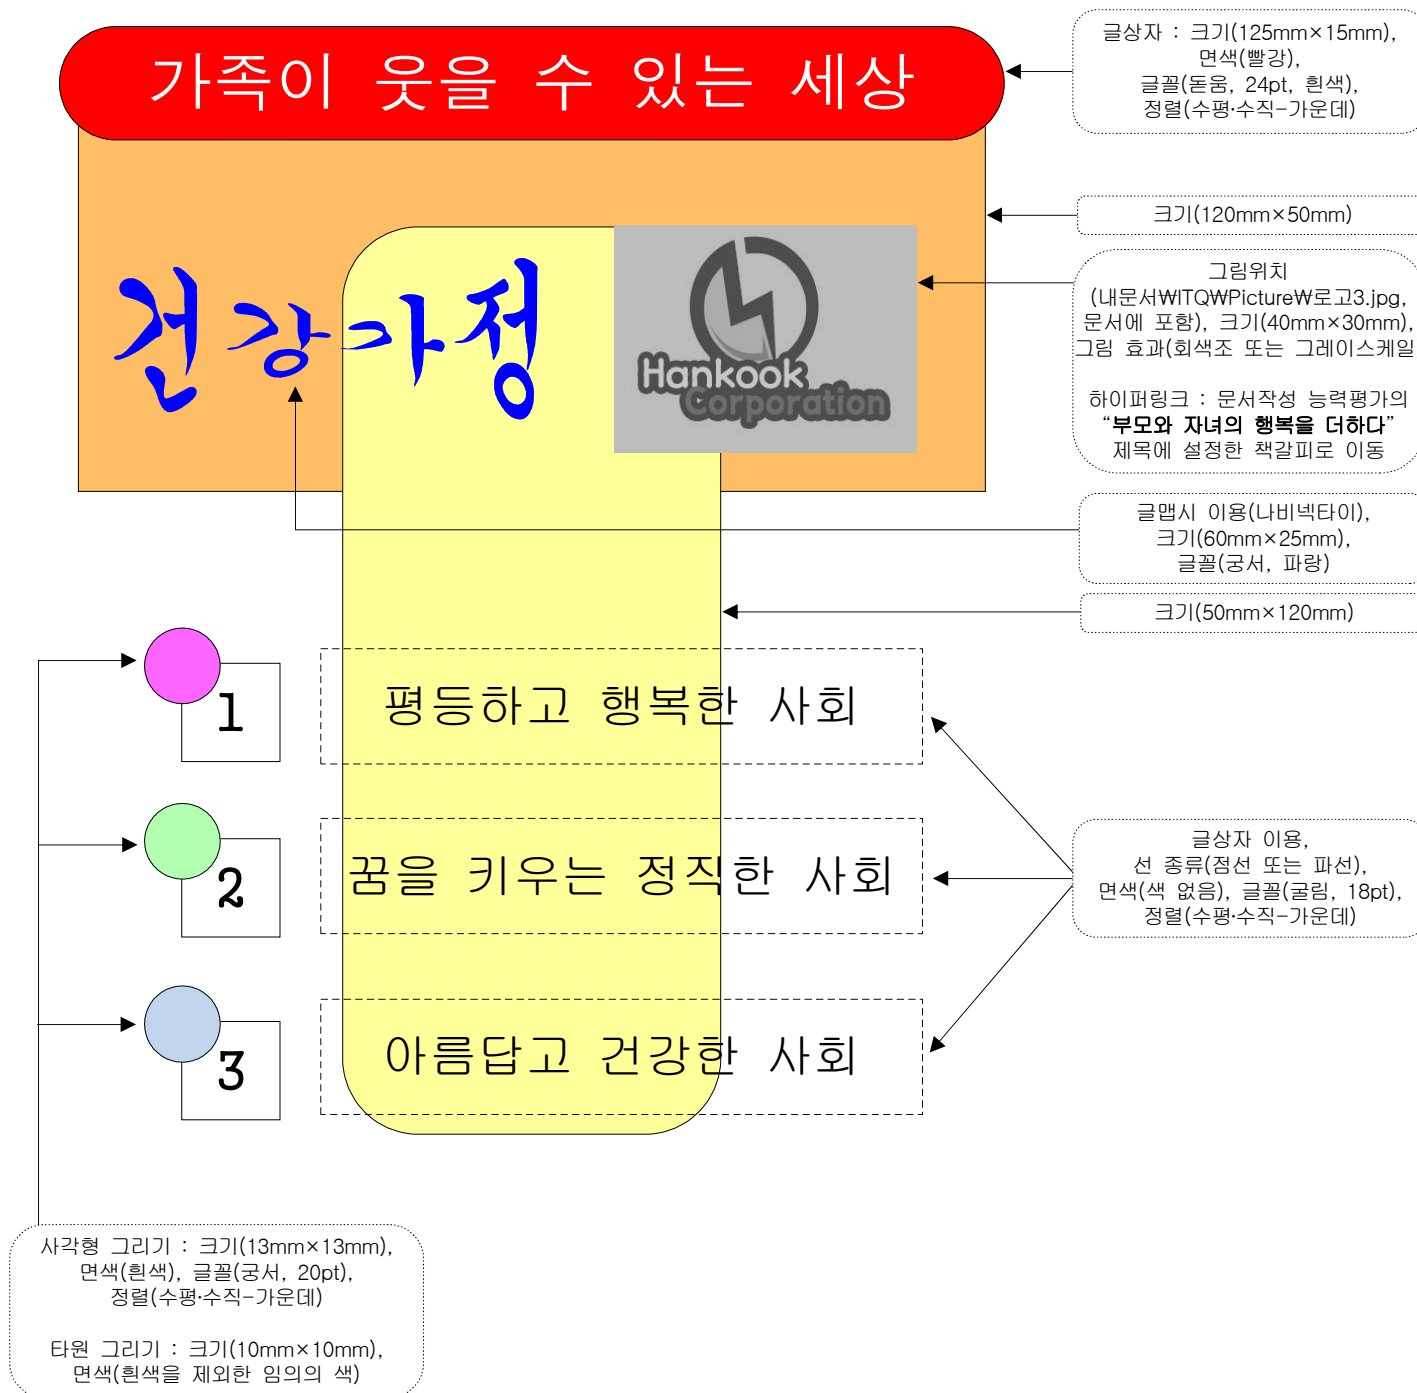 가족이 웃을 수 있는 세상
글상자 : 크기(125mm×15mm),
면색(빨강),
글꼴(돋움, 24pt, 흰색),
정렬(수평·수직-가운데)
크기(120mm×50mm)
건강가정
Hankook
Corporation
그림위치
(내문서₩ITQ₩Picture₩로고3.jpg,
문서에 포함), 크기(40mm×30mm),
그림 효과(회색조 또는 그레이스케일
하이퍼링크 : 문서작성 능력평가의
“부모와 자녀의 행복을 더하다”
제목에 설정한 책갈피로 이동
글맵시 이용(나비넥타이),
크기(60mm×25mm),
글꼴(궁서, 파랑)
크기(50mm×120mm)
1
평등하고 행복한 사회
2
꿈을 키우는 정직한 사회
3
아름답고 건강한 사회
글상자 이용,
선 종류(점선 또는 파선),
면색(색 없음), 글꼴(굴림, 18pt),
정렬(수평·수직-가운데)
사각형 그리기 : 크기(13mm×13mm),
면색(흰색), 글꼴(궁서, 20pt),
정렬(수평·수직-가운데)
타원 그리기 : 크기(10mm×10mm),
면색(흰색을 제외한 임의의 색)